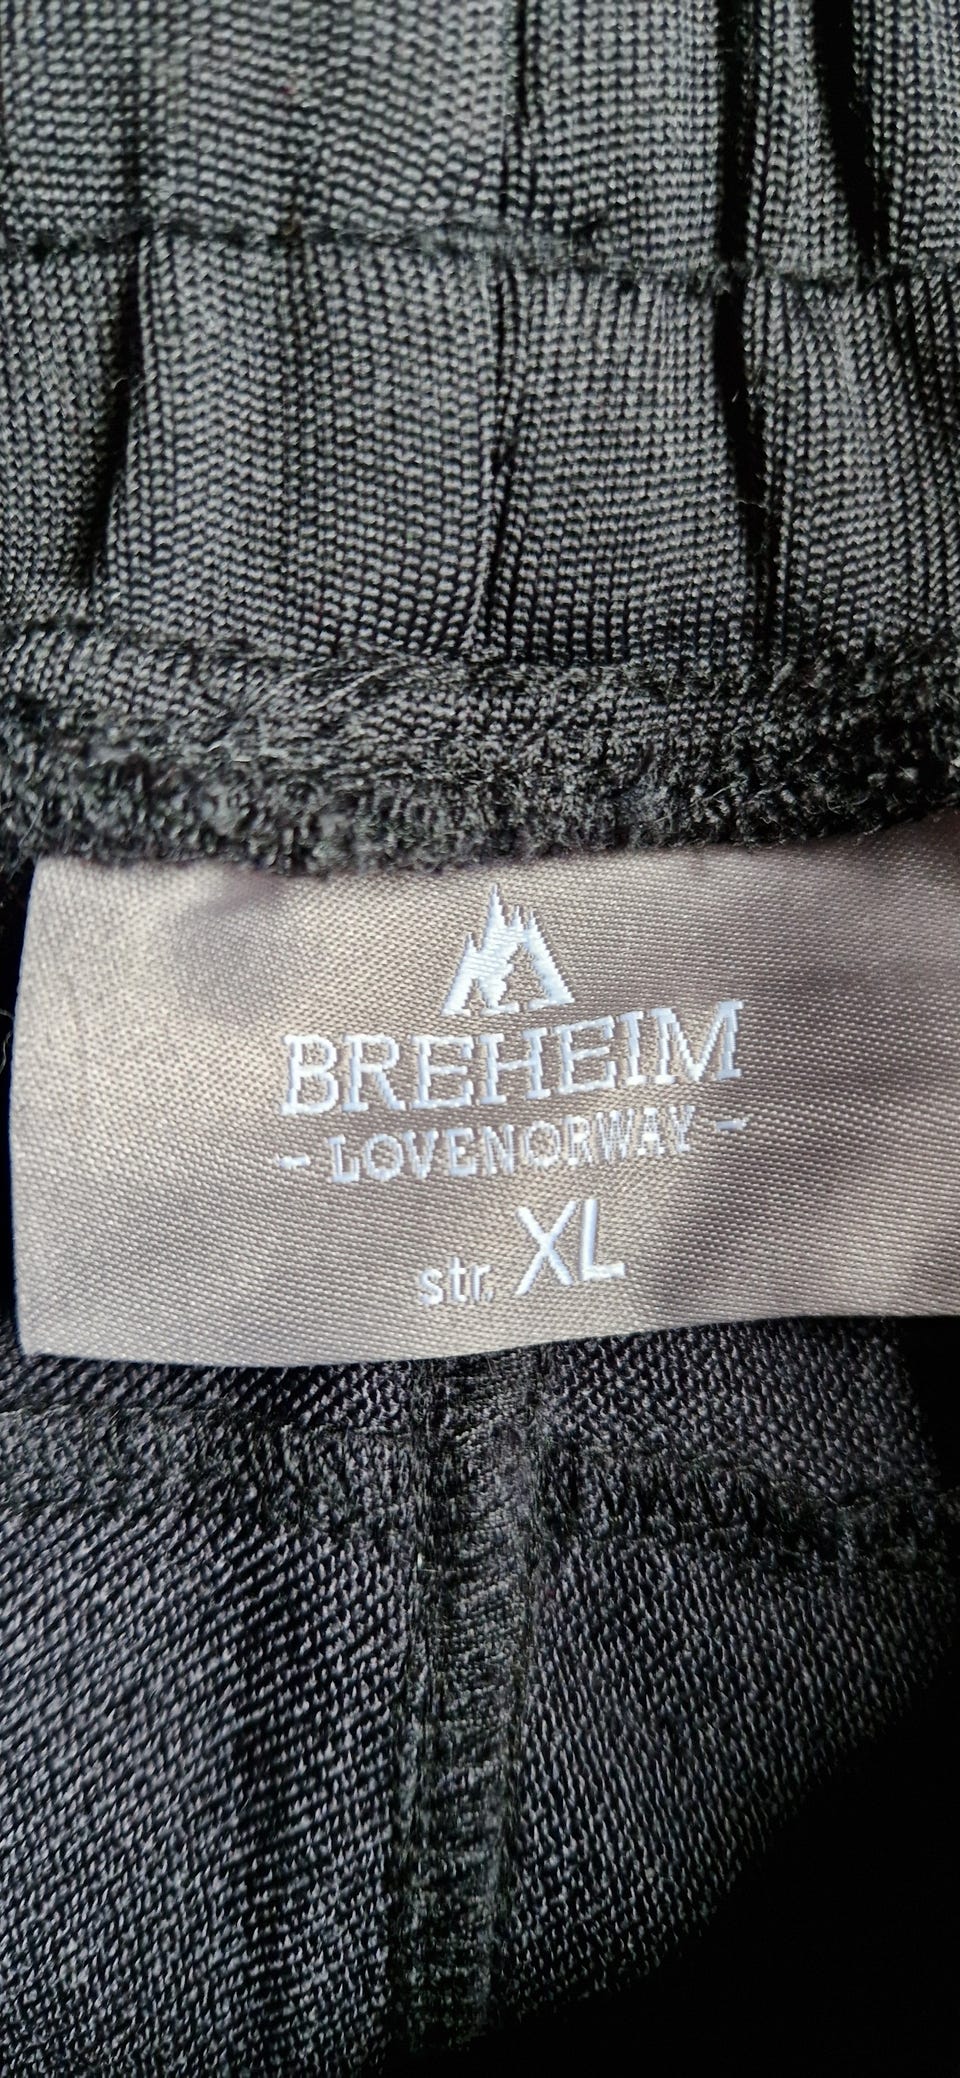 BREHEIM
- LOVENORWAY -
str. XL